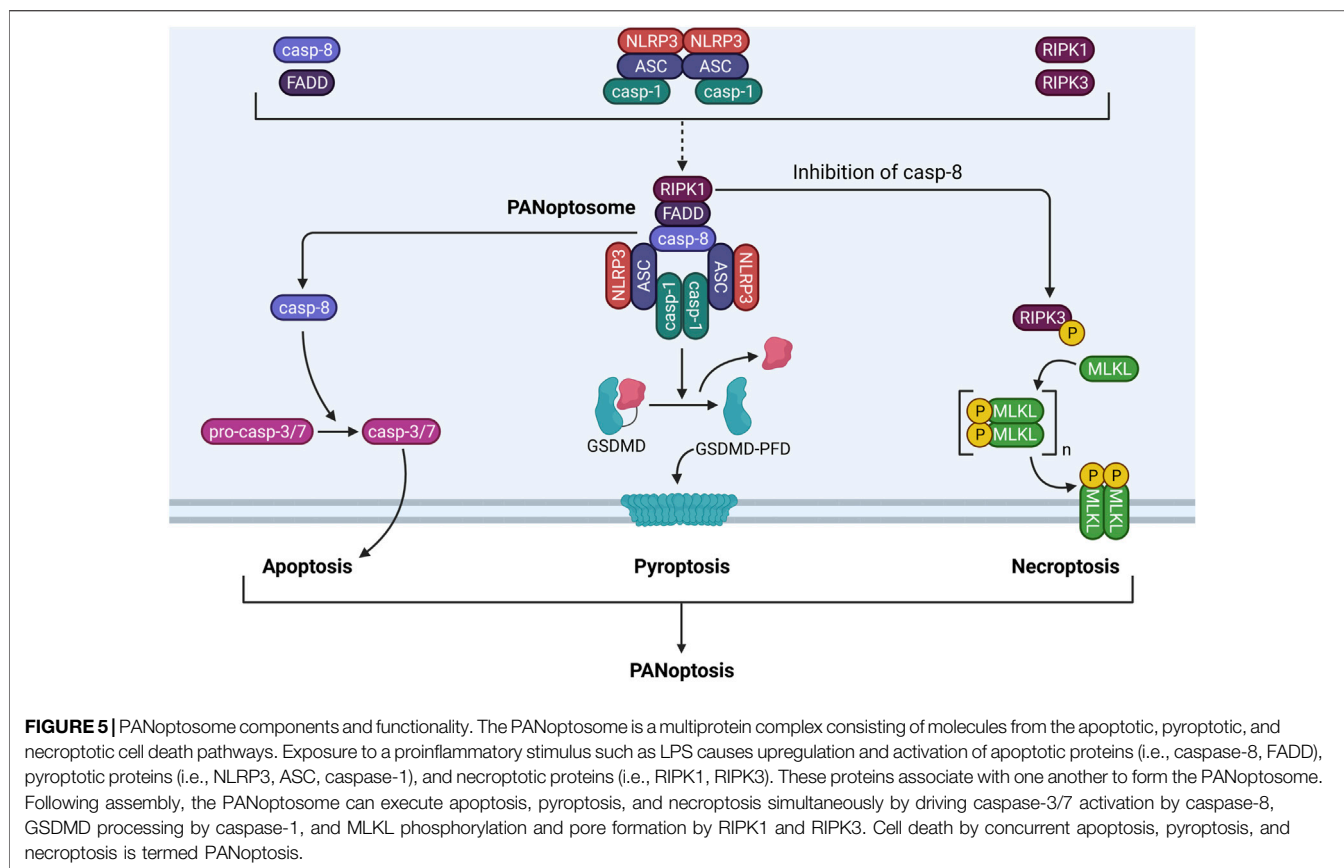 casp-8
FADD
NLRP3 NLRP3
ASC ASC
casp-1 casp-1
RIPK1
RIPK3
Inhibition of casp-8
PANoptosome
RIPK1
FADD
casp-8
NLRP3
ASC
casp-1
casp-1
ASC
NLRP3
casp-8
RIPK3
P
MLKL
P MLKL
P MLKL
n
pro-casp-3/7
casp-3/7
GSDMD
GSDMD-PFD
P P
MLKL
MLKL
Apoptosis
Pyroptosis
Necroptosis
PANoptosis
FIGURE 5 | PANoptosome components and functionality. The PANoptosome is a multiprotein complex consisting of molecules from the apoptotic, pyroptotic, and
necroptotic cell death pathways. Exposure to a proinflammatory stimulus such as LPS causes upregulation and activation of apoptotic proteins (i.e., caspase-8, FADD),
pyroptotic proteins (i.e., NLRP3, ASC, caspase-1), and necroptotic proteins (i.e., RIPK1, RIPK3). These proteins associate with one another to form the PANoptosome.
Following assembly, the PANoptosome can execute apoptosis, pyroptosis, and necroptosis simultaneously by driving caspase-3/7 activation by caspase-8,
GSDMD processing by caspase-1, and MLKL phosphorylation and pore formation by RIPK1 and RIPK3. Cell death by concurrent apoptosis, pyroptosis, and
necroptosis is termed PANoptosis.